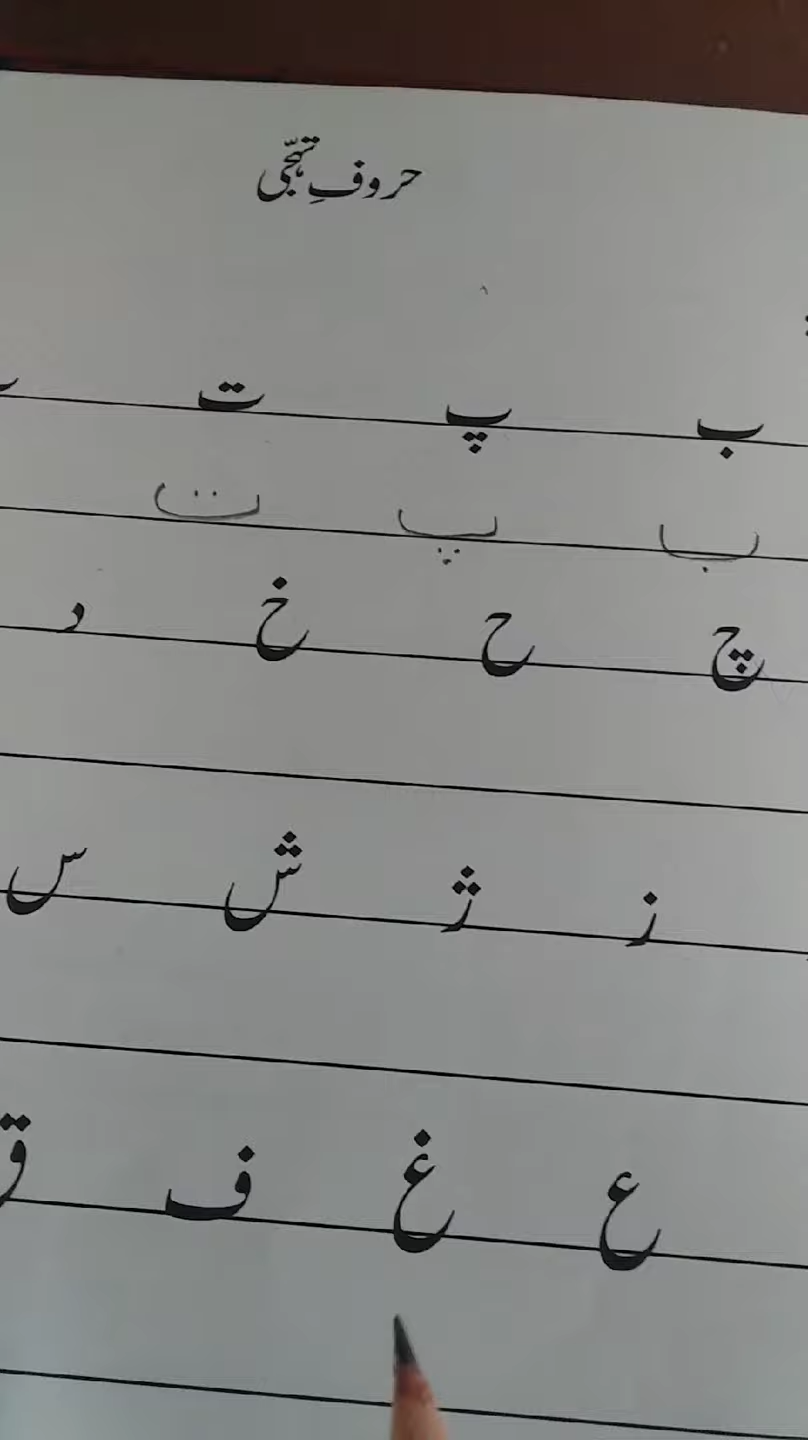 حروفِ تہجّی
ب پ ت
ب پ ت
چ ح خ د
ز ژ ش س
ع غ ف ق